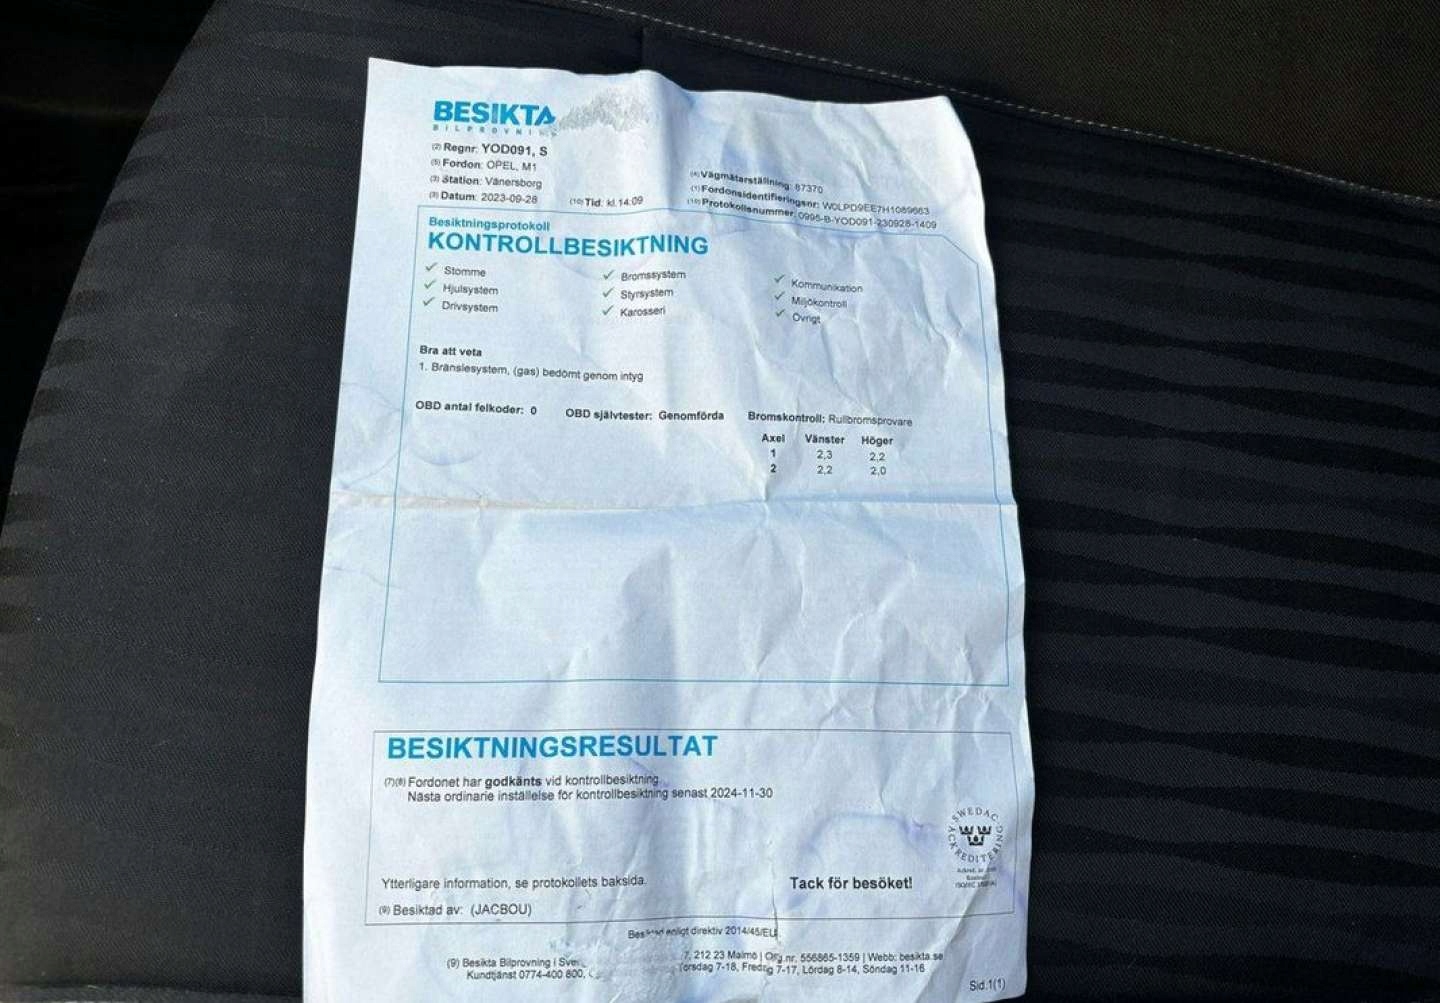 BESIKTA
BILPROVNIN
(2) Regnr: YOD091, S
(5) Fordon: OPEL, M1
(3) Station: Vänersborg
(3) Datum: 2023-09-28 (10) Tid: kl.14:09
(4) Vägmätarställning: 87370
(1) Fordonsidentifieringsnr: W0LPD9EE7H1089663
(10) Protokollsnummer: 0995-B-YOD091-230928-1409
Besiktningsprotokoll
KONTROLLBESIKTNING
✓ Stomme ✓ Bromssystem ✓ Kommunikation
✓ Hjulsystem ✓ Styrsystem ✓ Miljökontroll
✓ Drivsystem ✓ Karosseri ✓ Övrigt
Bra att veta
1. Bränslesystem, (gas) bedömt genom intyg
OBD antal felkoder: 0 OBD självtester: Genomförda Bromskontroll: Rullbromsprovare
Axel Vänster Höger
1 2,3 2,2
2 2,2 2,0
BESIKTNINGSRESULTAT
(7)(8) Fordonet har godkänts vid kontrollbesiktning.
Nästa ordinarie inställelse för kontrollbesiktning senast 2024-11-30
SWEDAC
ACKREDITERING
Ytterligare information, se protokollets baksida. Tack för besöket!
(9) Besiktad av: (JACBOU)
enligt direktiv 2014/45/EU
(9) Besikta Bilprovning i 7, 212 23 Malmö | Org.nr. 556865-1359 | Webb: besikta.se
Kundtjänst 0774-400 800, 7-18, Fredag 7-17, Lördag 8-14, Söndag 11-16
Sid.1(1)